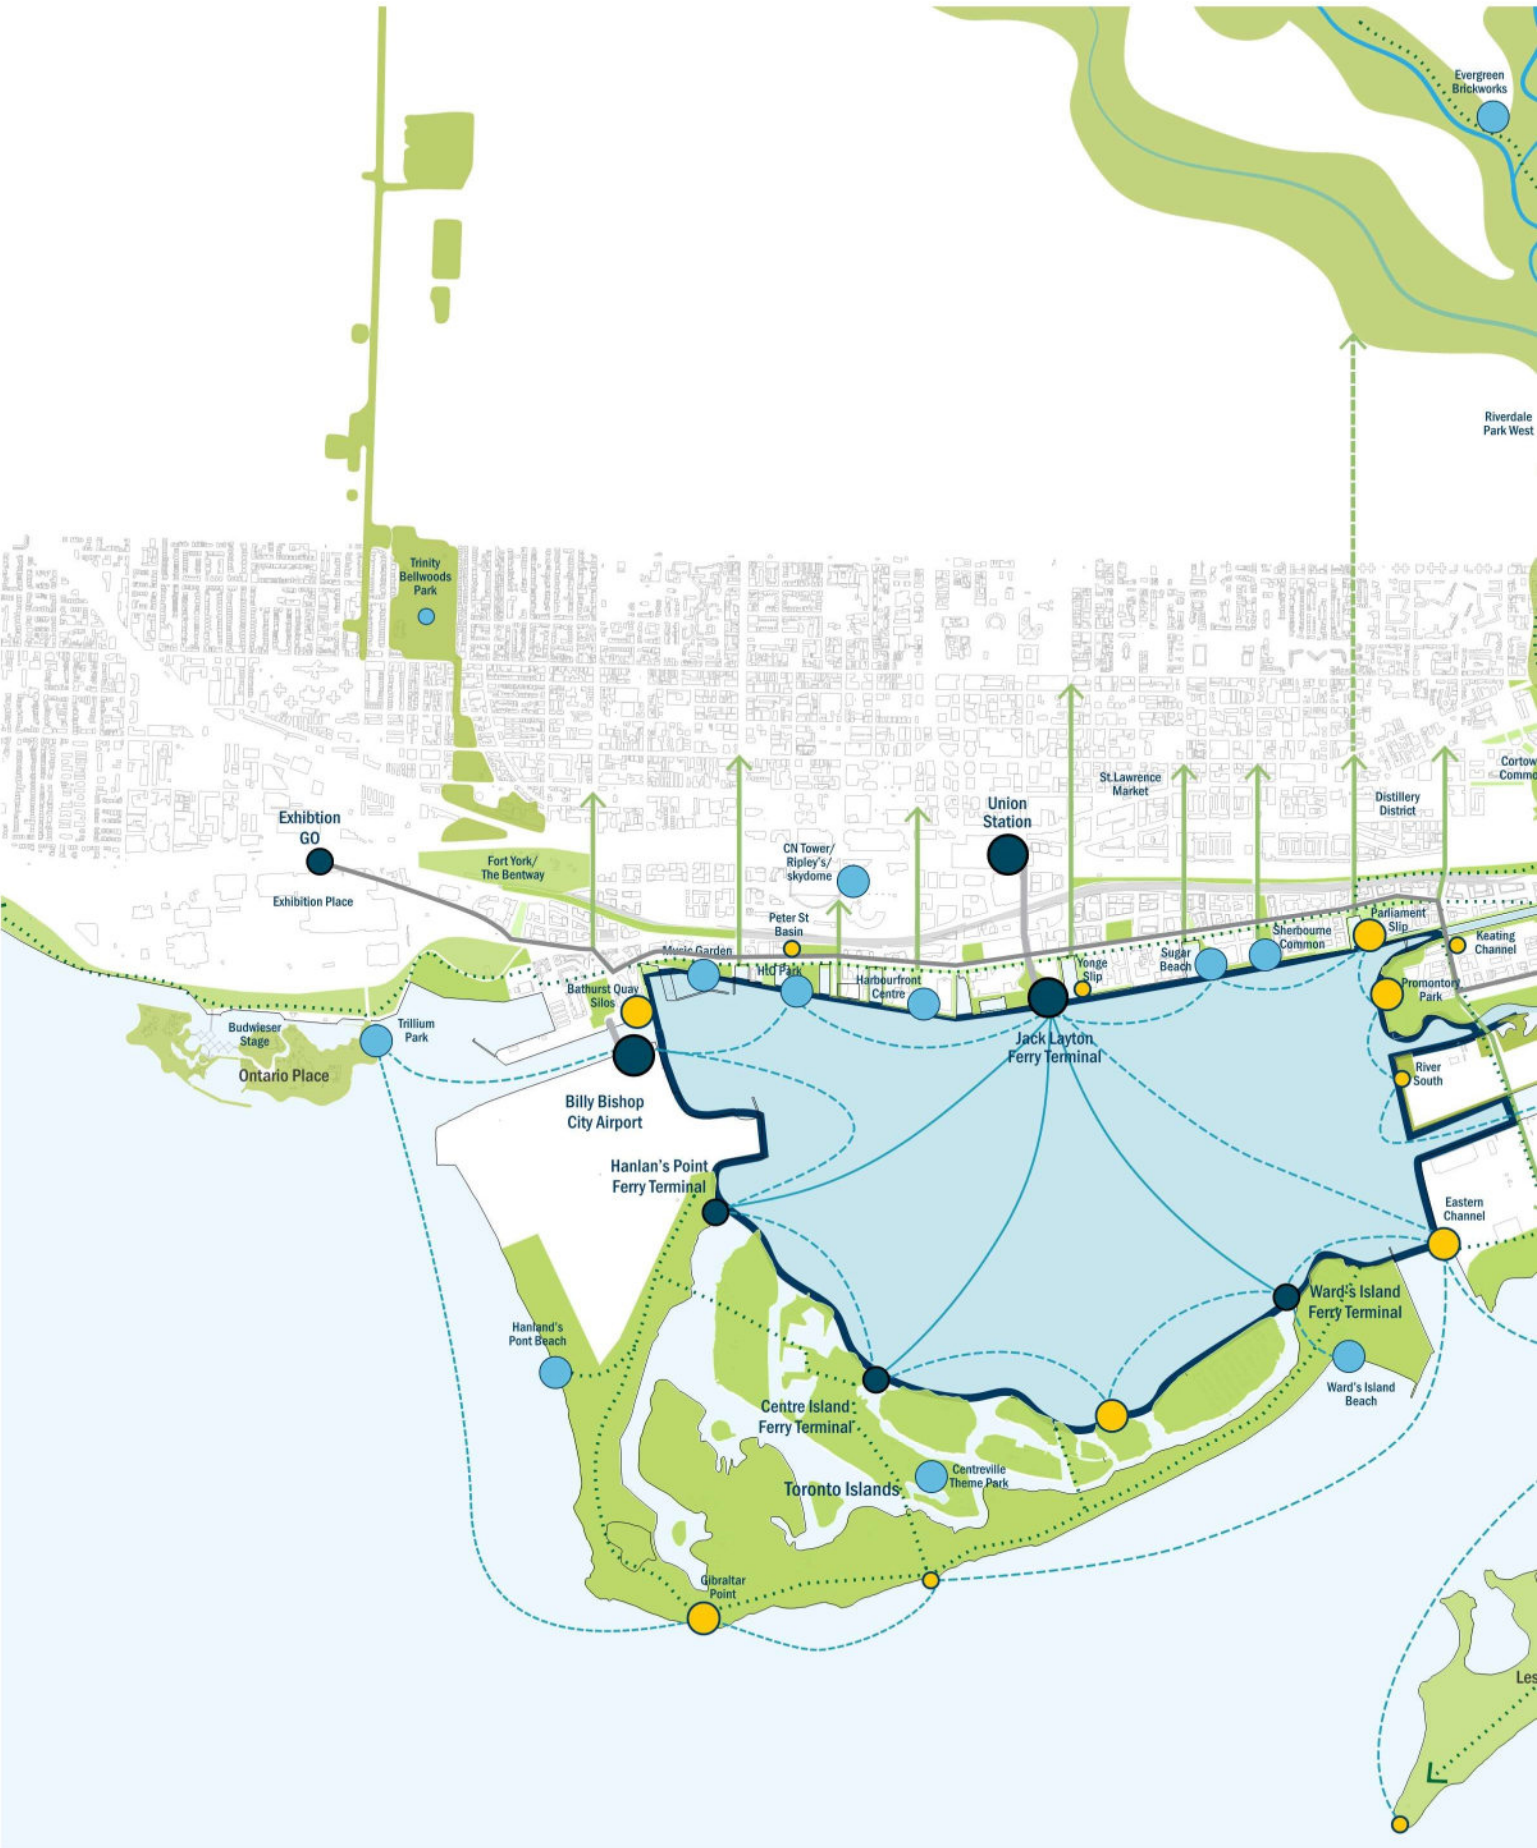 Evergreen
Brickworks
Riverdale
Park West
Trinity
Bellwoods
Park
Cortow
Commo
St.Lawrence
Market
Distillery
District
Union
Station
Exhibtion
GO
CN Tower/
Ripley's/
skydome
Fort York/
The Bentway
Exhibition Place
Peter St
Basin
Parliament
Slip
Sherbourne
Common
Keating
Channel
Music Garden
Sugar
Beach
Yonge
Slip
HtO Park
Harbourfront
Centre
Bathurst Quay
Silos
Promontory
Park
Budwieser
Stage
Trillium
Park
Ontario Place
Jack Layton
Ferry Terminal
River
South
Billy Bishop
City Airport
Hanlan's Point
Ferry Terminal
Eastern
Channel
Ward's Island
Ferry Terminal
Hanland's
Pont Beach
Ward's Island
Beach
Centre Island
Ferry Terminal
Centreville
Theme Park
Toronto Islands
Gibraltar
Point
Les